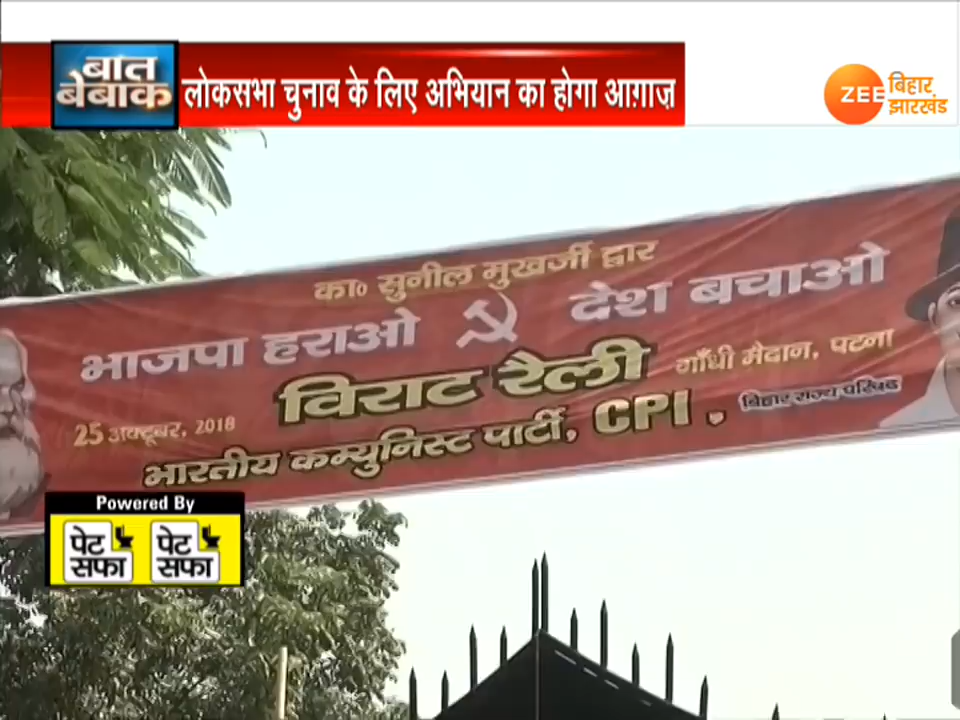 बात
बेबाक
लोकसभा चुनाव के लिए अभियान का होगा आग़ाज़
ZEE बिहार
झारखंड
का० सुनील मुखर्जी द्वार
भाजपा हराओ देश बचाओ
विराट रैली गाँधी मैदान, पटना
25 अक्टूबर, 2018
भारतीय कम्युनिस्ट पार्टी, CPI, बिहार राज्य परिषद
Powered By
पेट सफा पेट सफा